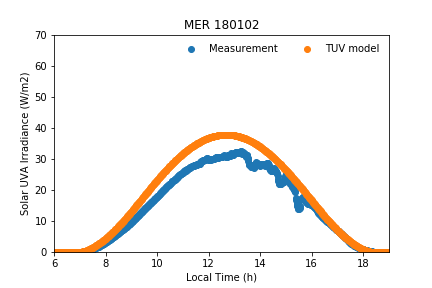 MER 180102
70
60
50
40
30
20
10
0
Solar UVA Irradiance (W/m2)
Measurement
TUV model
6 8 10 12 14 16 18
Local Time (h)